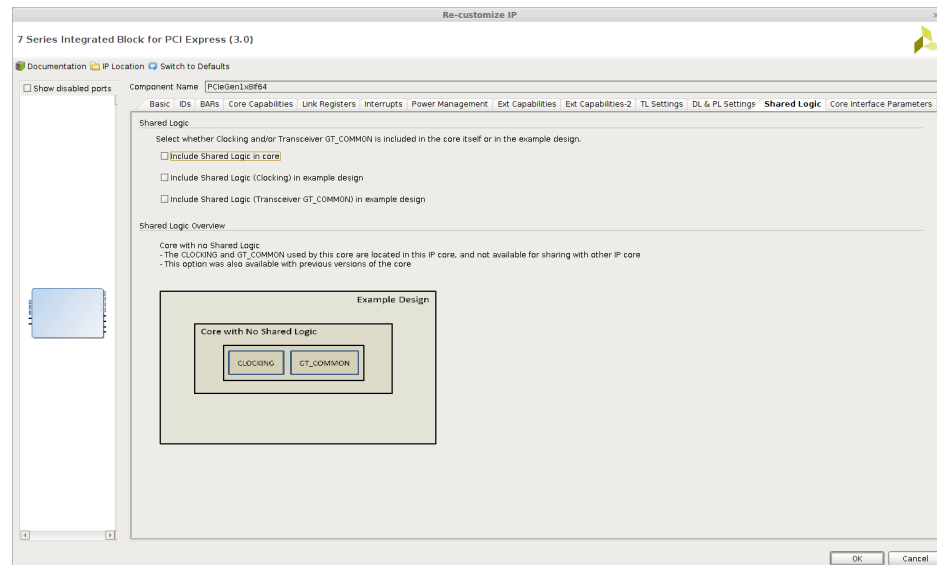 Re-customize IP
7 Series Integrated Block for PCI Express (3.0)
Documentation IP Location Switch to Defaults
Show disabled ports
Component Name PCIeGen1x8If64
Basic IDs BARs Core Capabilities Link Registers Interrupts Power Management Ext Capabilities Ext Capabilities-2 TL Settings DL & PL Settings Shared Logic Core Interface Parameters
Shared Logic
Select whether Clocking and/or Transceiver GT_COMMON is included in the core itself or in the example design.
Include Shared Logic in core
Include Shared Logic (Clocking) in example design
Include Shared Logic (Transceiver GT_COMMON) in example design
Shared Logic Overview
Core with no Shared Logic
- The CLOCKING and GT_COMMON used by this core are located in this IP core, and not available for sharing with other IP core
- This option was also available with previous versions of the core
Example Design
Core with No Shared Logic
CLOCKING GT_COMMON
OK Cancel